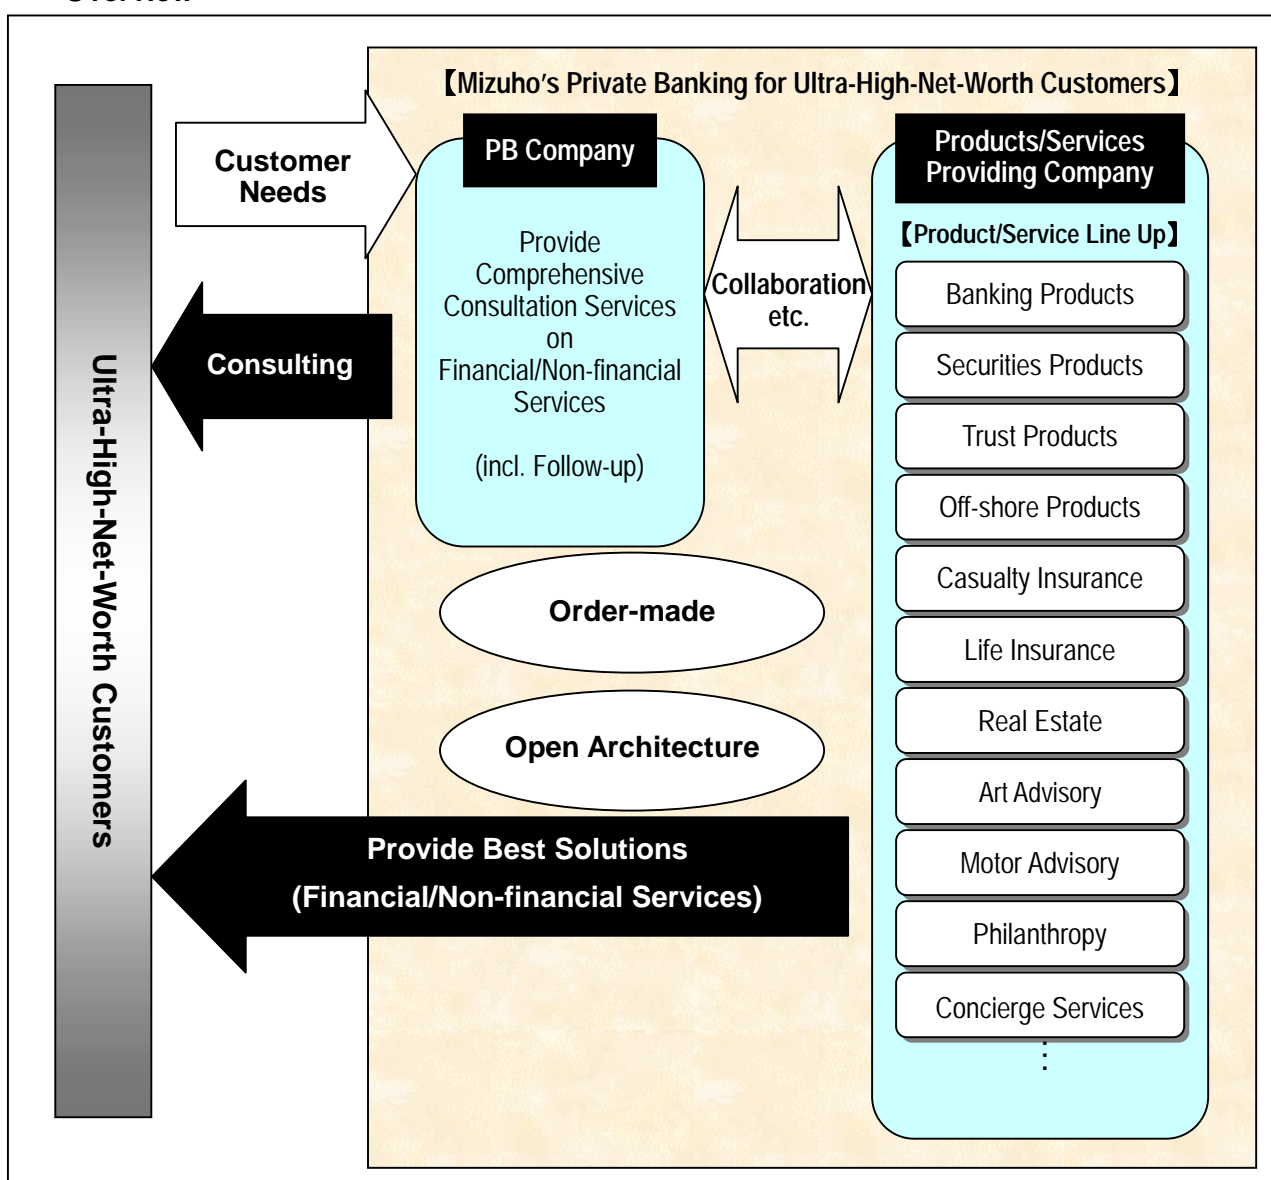 【Mizuho's Private Banking for Ultra-High-Net-Worth Customers】
Customer
Needs
PB Company
Provide
Comprehensive
Consultation Services
on
Financial/Non-financial
Services
(incl. Follow-up)
Collaboration
etc.
Products/Services
Providing Company
【Product/Service Line Up】
Banking Products
Securities Products
Trust Products
Off-shore Products
Casualty Insurance
Life Insurance
Real Estate
Art Advisory
Motor Advisory
Philanthropy
Concierge Services
⋮
Consulting
Ultra-High-Net-Worth Customers
Order-made
Open Architecture
Provide Best Solutions
(Financial/Non-financial Services)